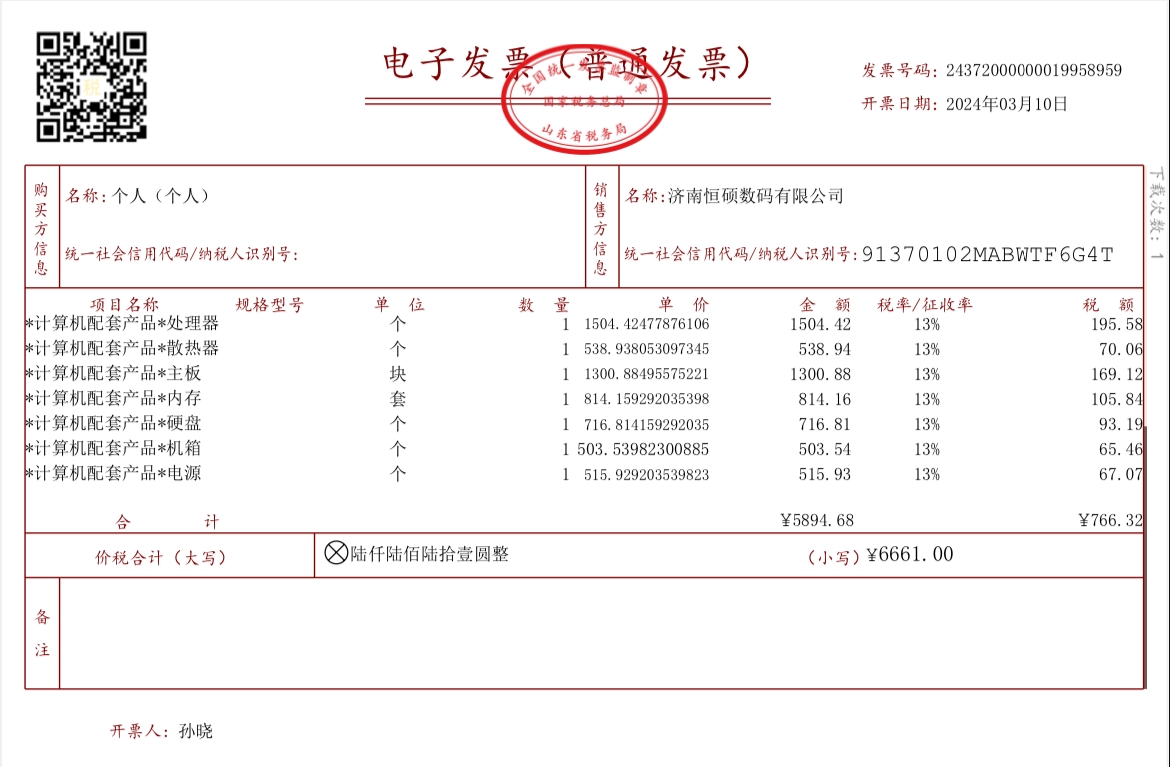 电子发票（普通发票）
全国统一发票监制章
国家税务总局
山东省税务局
税
发票号码：24372000000019958959
开票日期：2024年03月10日
下载次数：1
购买方信息
名称：个人（个人）
统一社会信用代码/纳税人识别号：
销售方信息
名称：济南恒硕数码有限公司
统一社会信用代码/纳税人识别号：91370102MABWTF6G4T
项目名称 规格型号 单 位 数 量 单 价 金 额 税率/征收率 税 额
*计算机配套产品*处理器 个 1 1504.42477876106 1504.42 13% 195.58
*计算机配套产品*散热器 个 1 538.938053097345 538.94 13% 70.06
*计算机配套产品*主板 块 1 1300.88495575221 1300.88 13% 169.12
*计算机配套产品*内存 套 1 814.159292035398 814.16 13% 105.84
*计算机配套产品*硬盘 个 1 716.814159292035 716.81 13% 93.19
*计算机配套产品*机箱 个 1 503.53982300885 503.54 13% 65.46
*计算机配套产品*电源 个 1 515.929203539823 515.93 13% 67.07
合 计 ¥5894.68 ¥766.32
价税合计（大写） ⊗陆仟陆佰陆拾壹圆整 （小写）¥6661.00
备注
开票人：孙晓